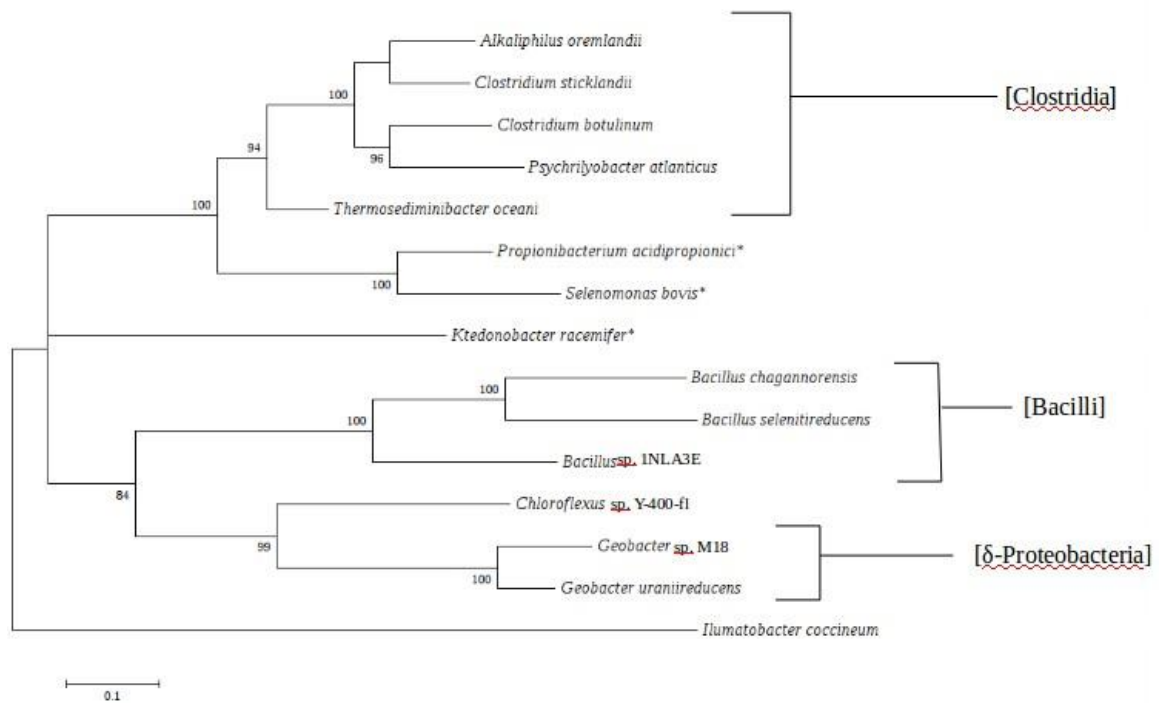 Alkaliphilus oremlandii
Clostridium sticklandii
[Clostridia]
100
Clostridium botulinum
94
96
Psychrilyobacter atlanticus
100
Thermosediminibacter oceani
Propionibacterium acidipropionici*
100
Selenomonas bovis*
Ktedonobacter racemifer*
Bacillus chagannorensis
100
[Bacilli]
100
Bacillus selenitireducens
Bacillus sp. 1NLA3E
84
Chloroflexus sp. Y-400-fl
99
Geobacter sp. M18
[δ-Proteobacteria]
100
Geobacter uraniireducens
Ilumatobacter coccineum
0.1